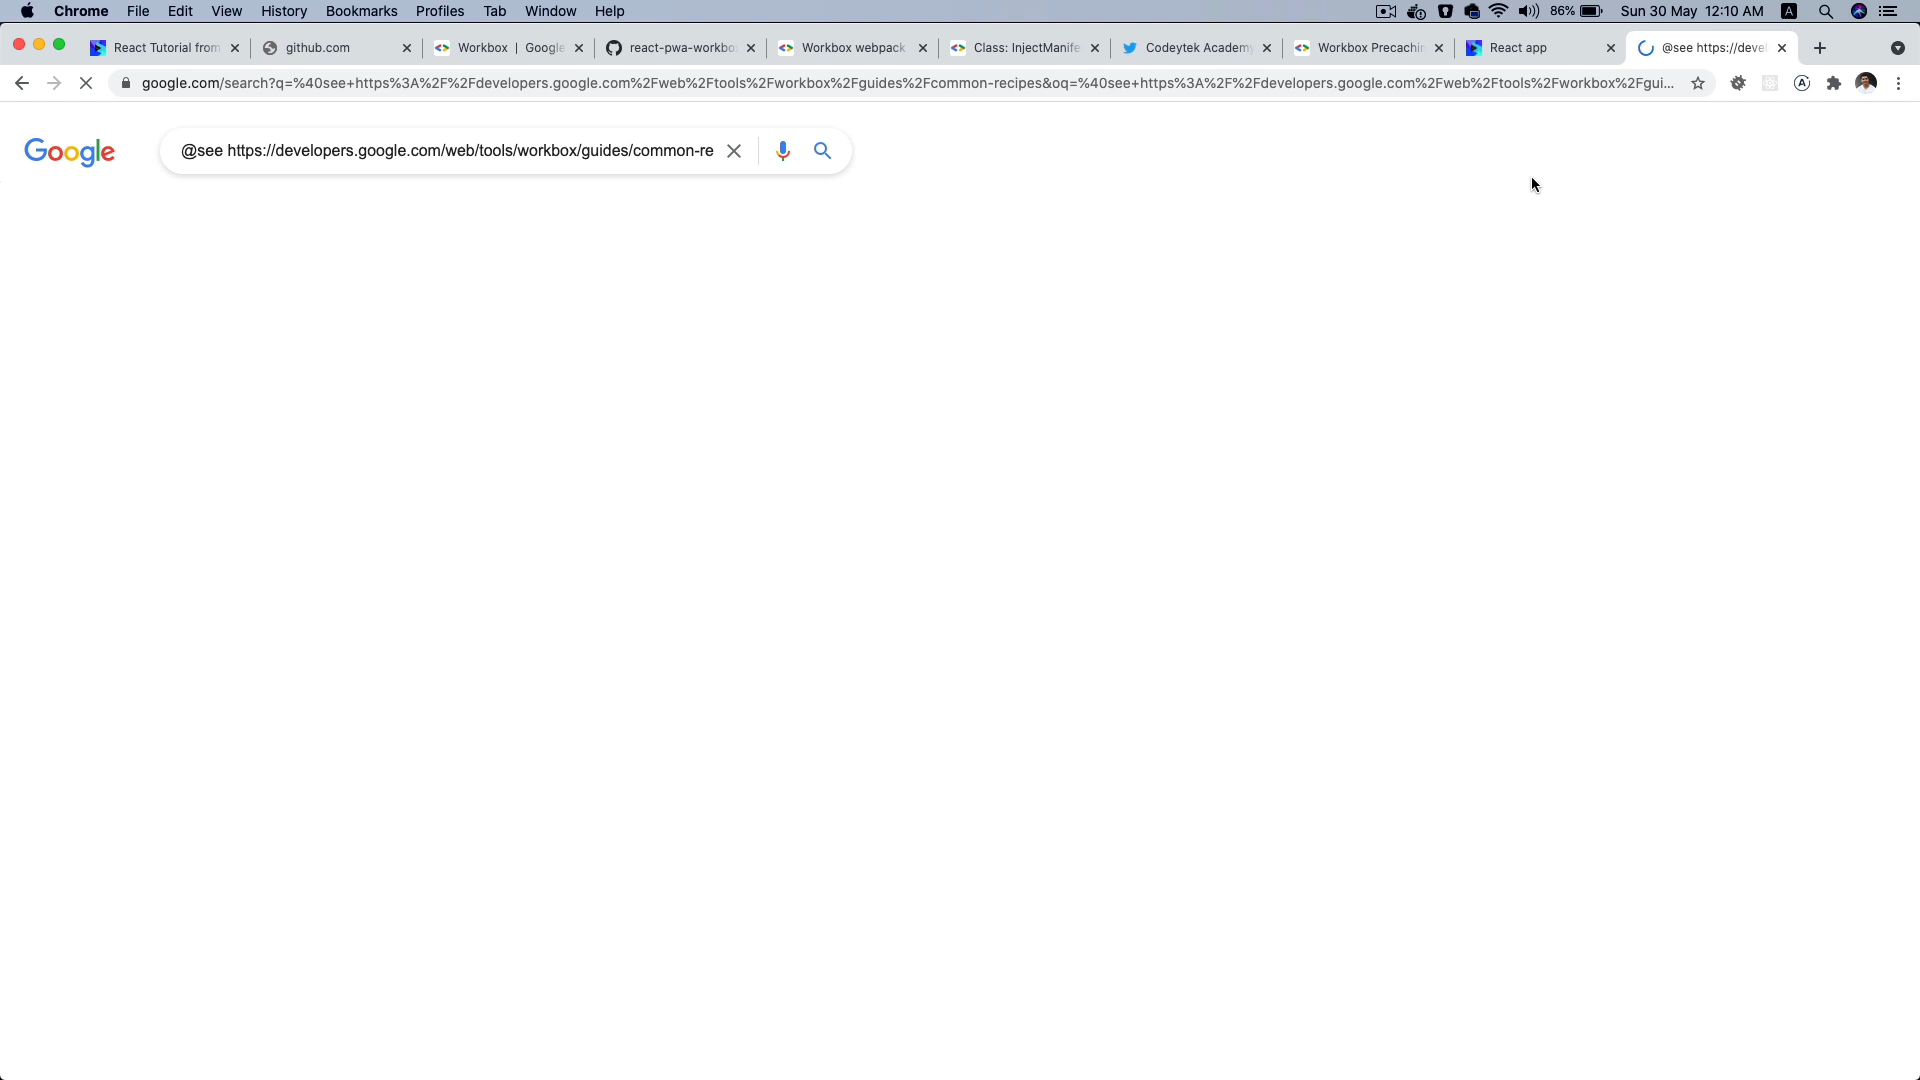 Chrome File Edit View History Bookmarks Profiles Tab Window Help 86% Sun 30 May 12:10 AM A
React Tutorial from github.com Workbox | Google react-pwa-workbo Workbox webpack Class: InjectManife Codeytek Academy Workbox Precachin React app @see https://devel
google.com/search?q=%40see+https%3A%2F%2Fdevelopers.google.com%2Fweb%2Ftools%2Fworkbox%2Fguides%2Fcommon-recipes&oq=%40see+https%3A%2F%2Fdevelopers.google.com%2Fweb%2Ftools%2Fworkbox%2Fgui...
Google @see https://developers.google.com/web/tools/workbox/guides/common-re